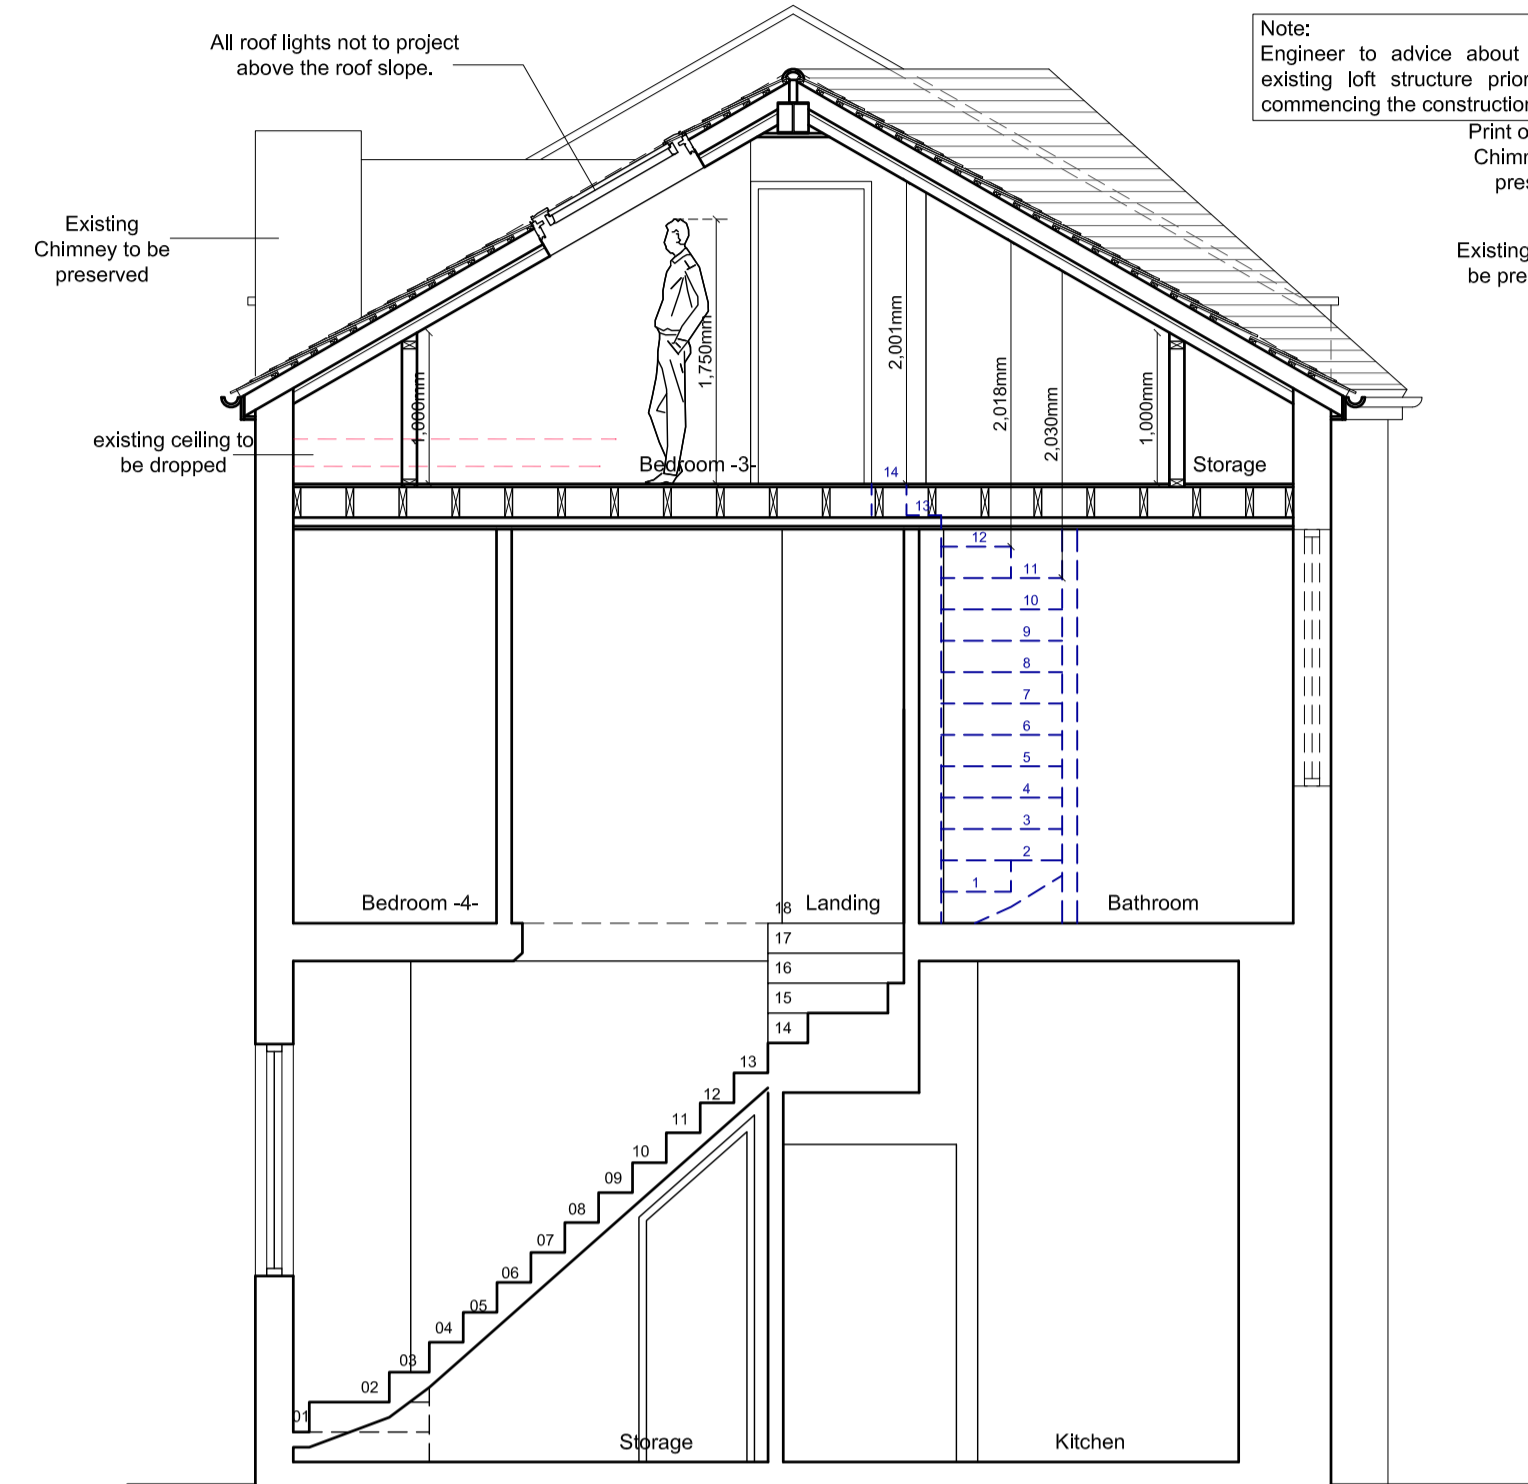 All roof lights not to project
above the roof slope.
Note:
Engineer to advice about
existing loft structure prior
commencing the construction
Print o
Chimn
pres
Existing
Chimney to be
preserved
Existing
be pre
existing ceiling to
be dropped
1,000mm
1,750mm
2,001mm
2,018mm
2,030mm
1,000mm
Bedroom -3-
Storage
14
13
12
11
10
9
8
7
6
5
4
3
2
1
Bedroom -4-
Landing
Bathroom
18
17
16
15
14
13
12
11
10
09
08
07
06
05
04
03
02
01
Storage
Kitchen